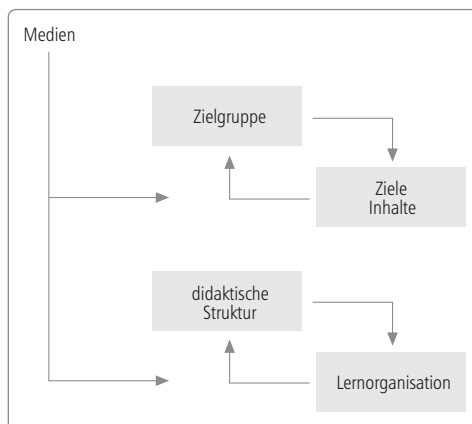 Medien
Zielgruppe
Ziele
Inhalte
didaktische
Struktur
Lernorganisation